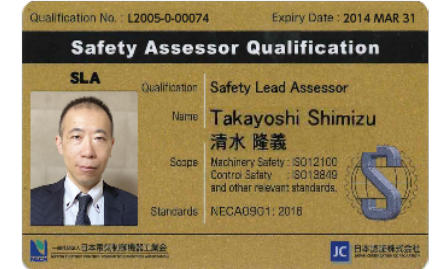 Qualification No. : L2005-0-00074
Expiry Date : 2014 MAR 31
Safety Assessor Qualification
SLA
Qualification Safety Lead Assessor
Name Takayoshi Shimizu
清水 隆義
Scope Machinery Safety : ISO12100
Control Safety : ISO13849
and other relevant standards.
Standards NECA0901: 2016
一般社団法人 日本電気制御機器工業会
JC 日本認証株式会社